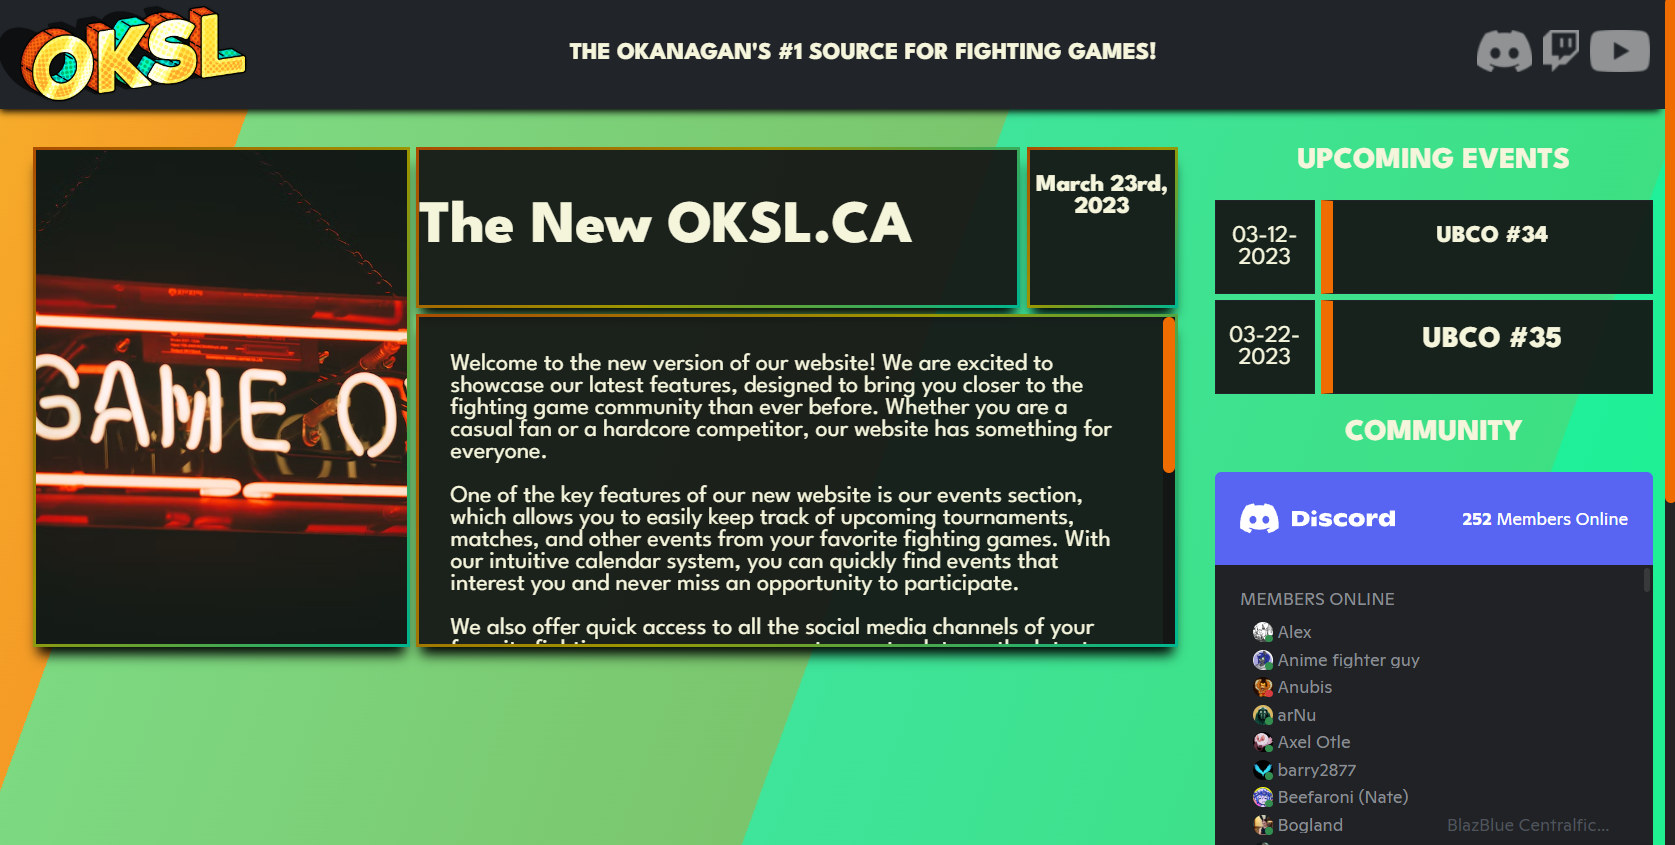 OKSL
THE OKANAGAN'S #1 SOURCE FOR FIGHTING GAMES!
GAME O
The New OKSL.CA
March 23rd,
2023
Welcome to the new version of our website! We are excited to
showcase our latest features, designed to bring you closer to the
fighting game community than ever before. Whether you are a
casual fan or a hardcore competitor, our website has something for
everyone.
One of the key features of our new website is our events section,
which allows you to easily keep track of upcoming tournaments,
matches, and other events from your favorite fighting games. With
our intuitive calendar system, you can quickly find events that
interest you and never miss an opportunity to participate.
We also offer quick access to all the social media channels of your
UPCOMING EVENTS
03-12-
2023
UBCO #34
03-22-
2023
UBCO #35
COMMUNITY
Discord
252 Members Online
MEMBERS ONLINE
Alex
Anime fighter guy
Anubis
arNu
Axel Otle
barry2877
Beefaroni (Nate)
Bogland
BlazBlue Centralfic...